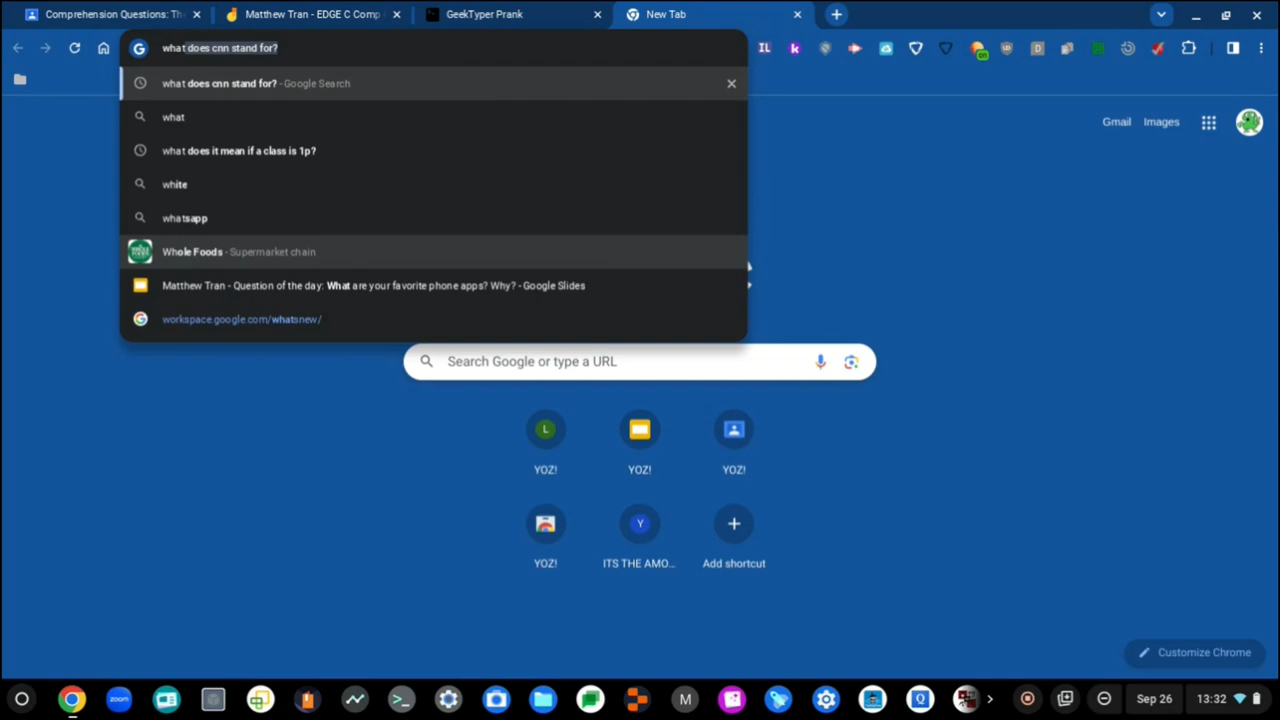 Comprehension Questions: Th
Matthew Tran - EDGE C Comp
GeekTyper Prank
New Tab
what does cnn stand for?
what does cnn stand for? - Google Search
what
what does it mean if a class is 1p?
white
whatsapp
Whole Foods - Supermarket chain
Matthew Tran - Question of the day: What are your favorite phone apps? Why? - Google Slides
workspace.google.com/whatsnew/
Gmail
Images
Search Google or type a URL
YOZ!
YOZ!
YOZ!
YOZ!
ITS THE AMO...
Add shortcut
Customize Chrome
Sep 26
13:32